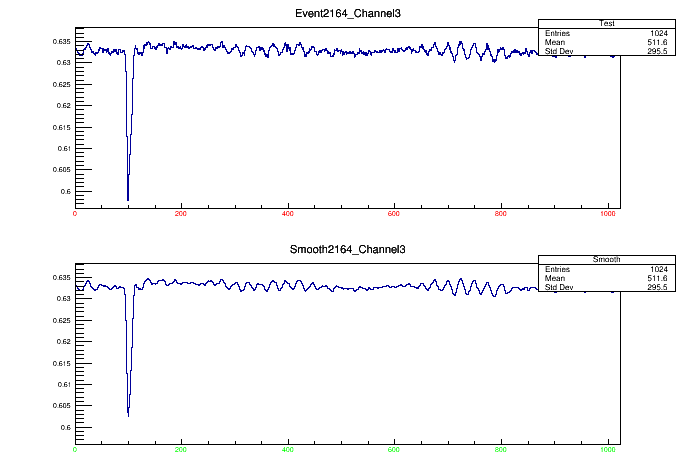 Event2164_Channel3
Test
Entries 1024
Mean 511.6
Std Dev 295.5
0.635
0.63
0.625
0.62
0.615
0.61
0.605
0.6
0 200 400 600 800 1000
Smooth2164_Channel3
Smooth
Entries 1024
Mean 511.6
Std Dev 295.5
0.635
0.63
0.625
0.62
0.615
0.61
0.605
0.6
0 200 400 600 800 1000